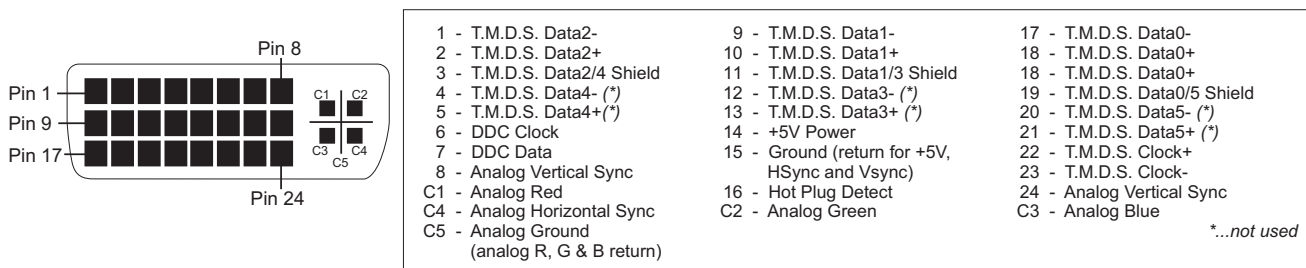 Pin 8
Pin 1
Pin 9
Pin 17
Pin 24
C1
C2
C3
C4
C5
1 - T.M.D.S. Data2-
2 - T.M.D.S. Data2+
3 - T.M.D.S. Data2/4 Shield
4 - T.M.D.S. Data4- (*)
5 - T.M.D.S. Data4+(*)
6 - DDC Clock
7 - DDC Data
8 - Analog Vertical Sync
C1 - Analog Red
C4 - Analog Horizontal Sync
C5 - Analog Ground
(analog R, G & B return)
9 - T.M.D.S. Data1-
10 - T.M.D.S. Data1+
11 - T.M.D.S. Data1/3 Shield
12 - T.M.D.S. Data3- (*)
13 - T.M.D.S. Data3+ (*)
14 - +5V Power
15 - Ground (return for +5V,
HSync and Vsync)
16 - Hot Plug Detect
C2 - Analog Green
17 - T.M.D.S. Data0-
18 - T.M.D.S. Data0+
18 - T.M.D.S. Data0+
19 - T.M.D.S. Data0/5 Shield
20 - T.M.D.S. Data5- (*)
21 - T.M.D.S. Data5+ (*)
22 - T.M.D.S. Clock+
23 - T.M.D.S. Clock-
24 - Analog Vertical Sync
C3 - Analog Blue
*...not used